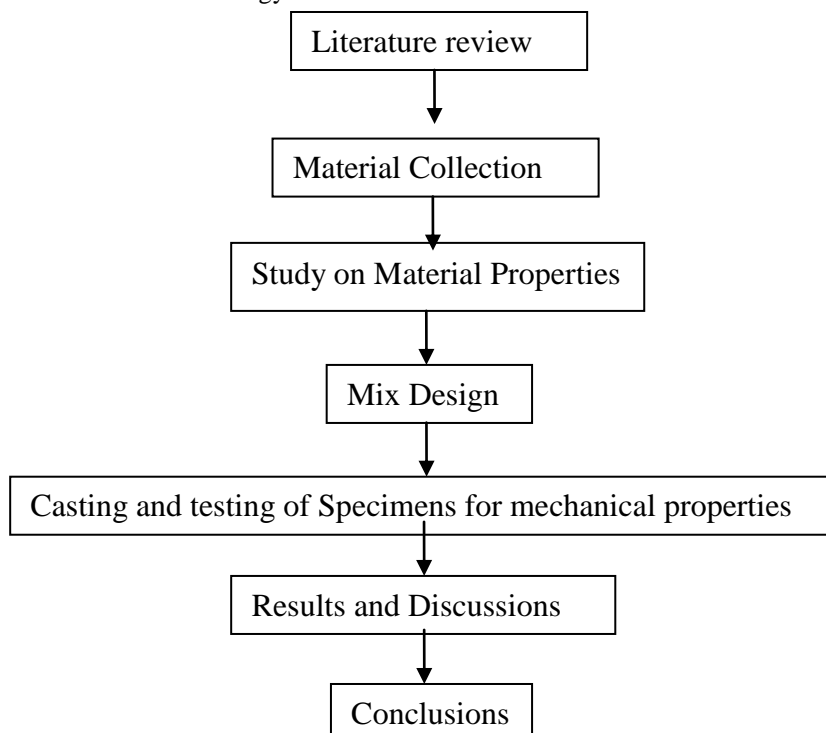 gy
Literature review
Material Collection
Study on Material Properties
Mix Design
Casting and testing of Specimens for mechanical properties
Results and Discussions
Conclusions